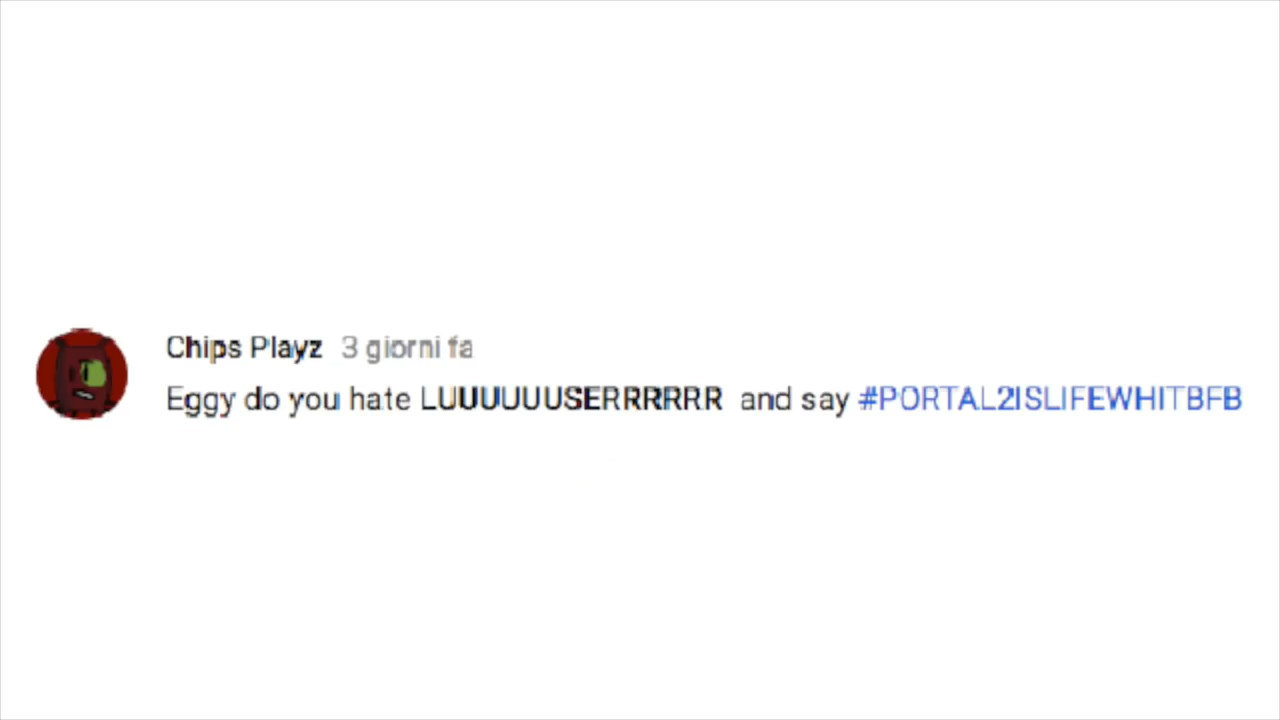 Chips Playz 3 giorni fa
Eggy do you hate LUUUUUUSERRRRRR and say #PORTAL2ISLIFEWHITBFB